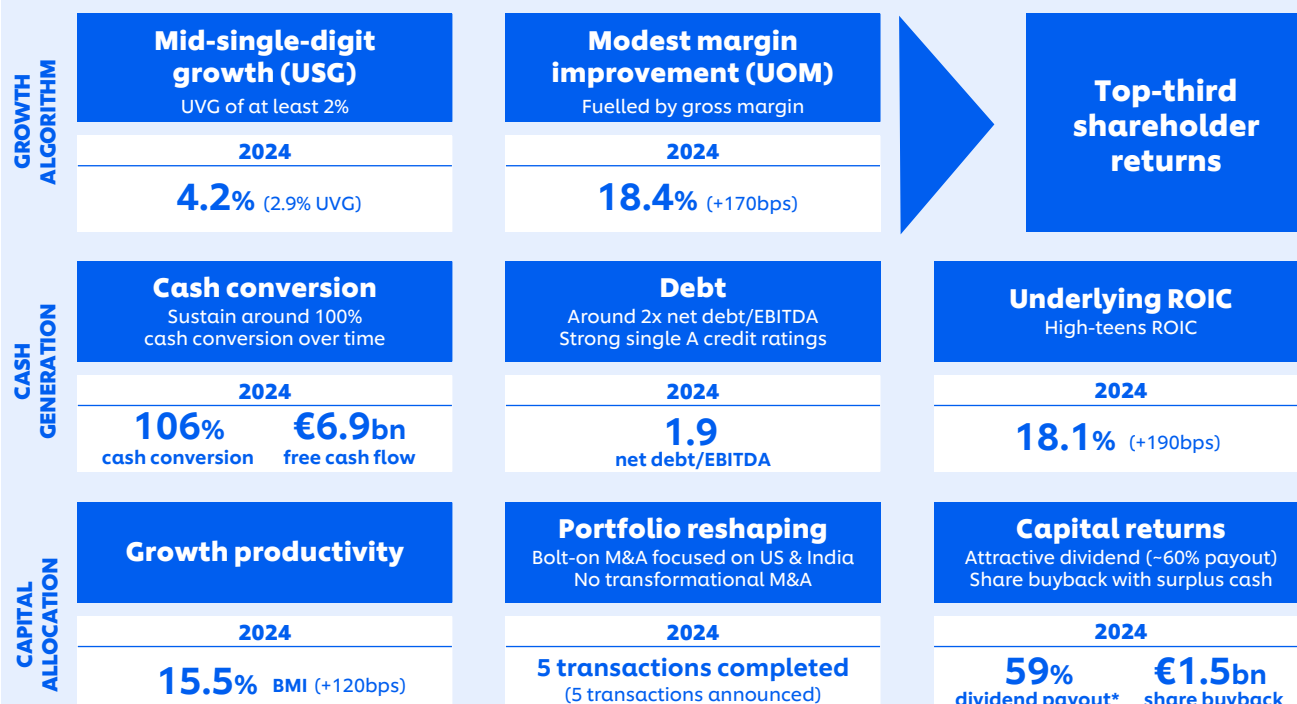 GROWTH
ALGORITHM
Mid-single-digit
growth (USG)
UVG of at least 2%
2024
4.2% (2.9% UVG)
Modest margin
improvement (UOM)
Fuelled by gross margin
2024
18.4% (+170bps)
Top-third
shareholder
returns
CASH
GENERATION
Cash conversion
Sustain around 100%
cash conversion over time
2024
106%
cash conversion
€6.9bn
free cash flow
Debt
Around 2x net debt/EBITDA
Strong single A credit ratings
2024
1.9
net debt/EBITDA
Underlying ROIC
High-teens ROIC
2024
18.1% (+190bps)
CAPITAL
ALLOCATION
Growth productivity
2024
15.5% BMI (+120bps)
Portfolio reshaping
Bolt-on M&A focused on US & India
No transformational M&A
2024
5 transactions completed
(5 transactions announced)
Capital returns
Attractive dividend (~60% payout)
Share buyback with surplus cash
2024
59%
dividend payout*
€1.5bn
share buyback